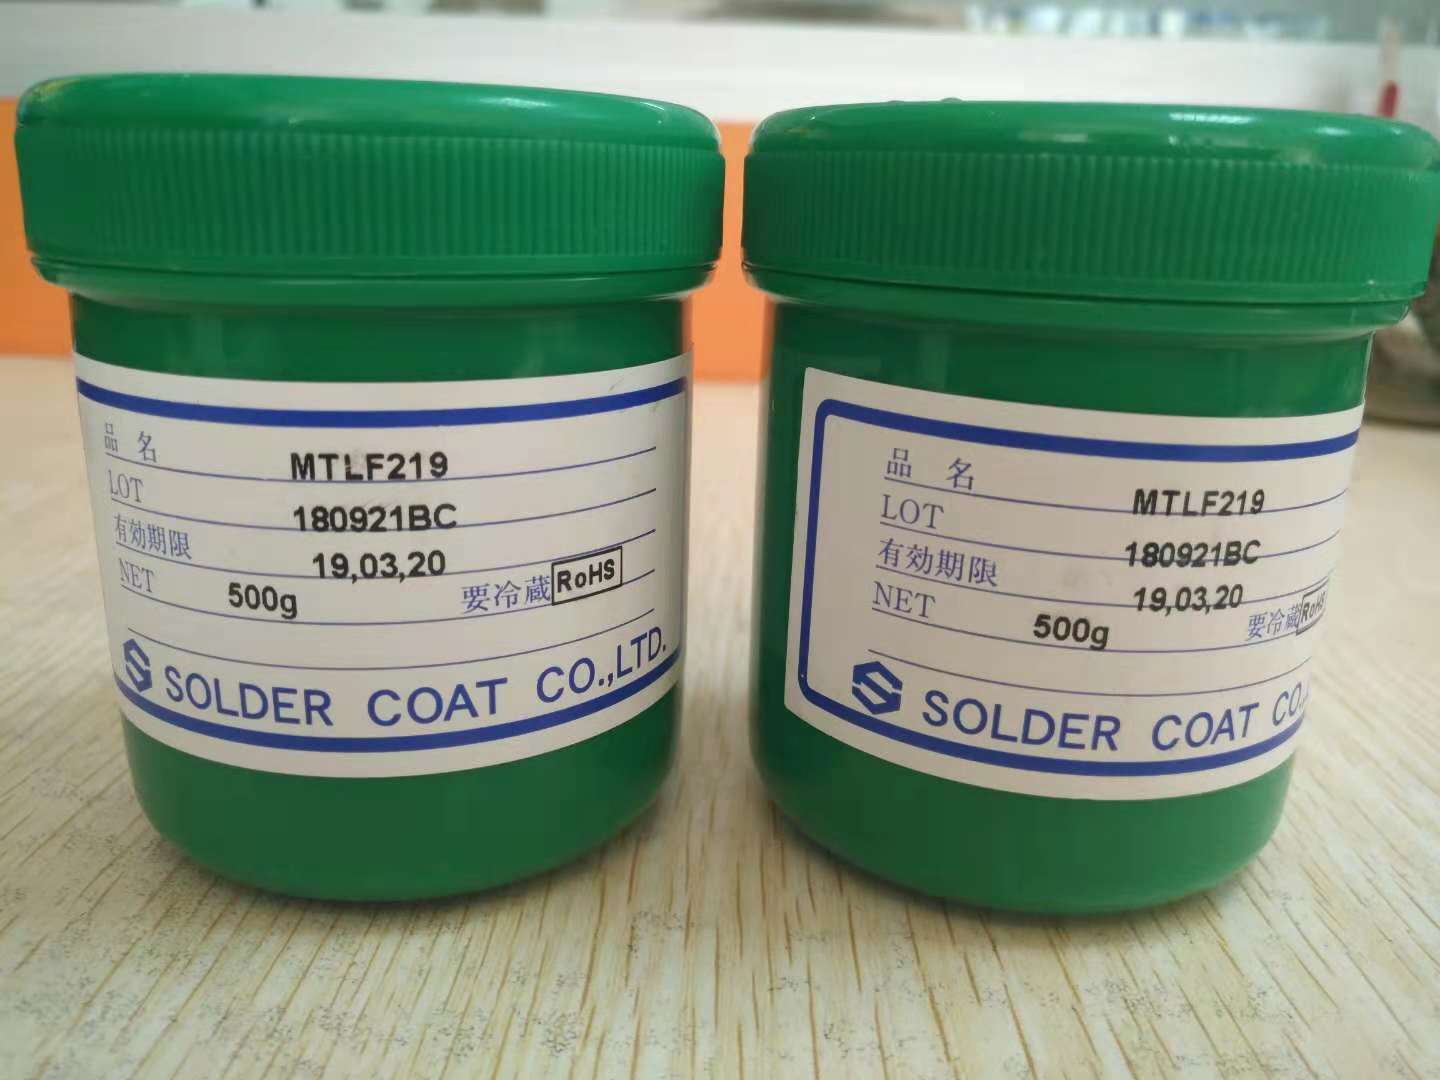 品名 MTLF219
LOT 180921BC
有効期限 19,03,20
NET 500g 要冷蔵 RoHS
SOLDER COAT CO.,LTD.
品名 MTLF219
LOT 180921BC
有効期限 19,03,20
NET 500g 要冷蔵 RoHS
SOLDER COAT CO.,